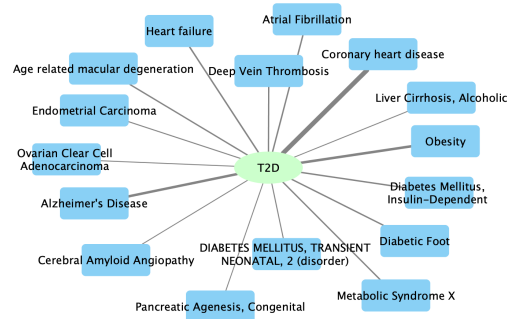 Atrial Fibrillation
Heart failure
Coronary heart disease
Age related macular degeneration
Deep Vein Thrombosis
Liver Cirrhosis, Alcoholic
Endometrial Carcinoma
Obesity
Ovarian Clear Cell
Adenocarcinoma
T2D
Diabetes Mellitus,
Insulin-Dependent
Alzheimer's Disease
Diabetic Foot
DIABETES MELLITUS, TRANSIENT
NEONATAL, 2 (disorder)
Cerebral Amyloid Angiopathy
Metabolic Syndrome X
Pancreatic Agenesis, Congenital